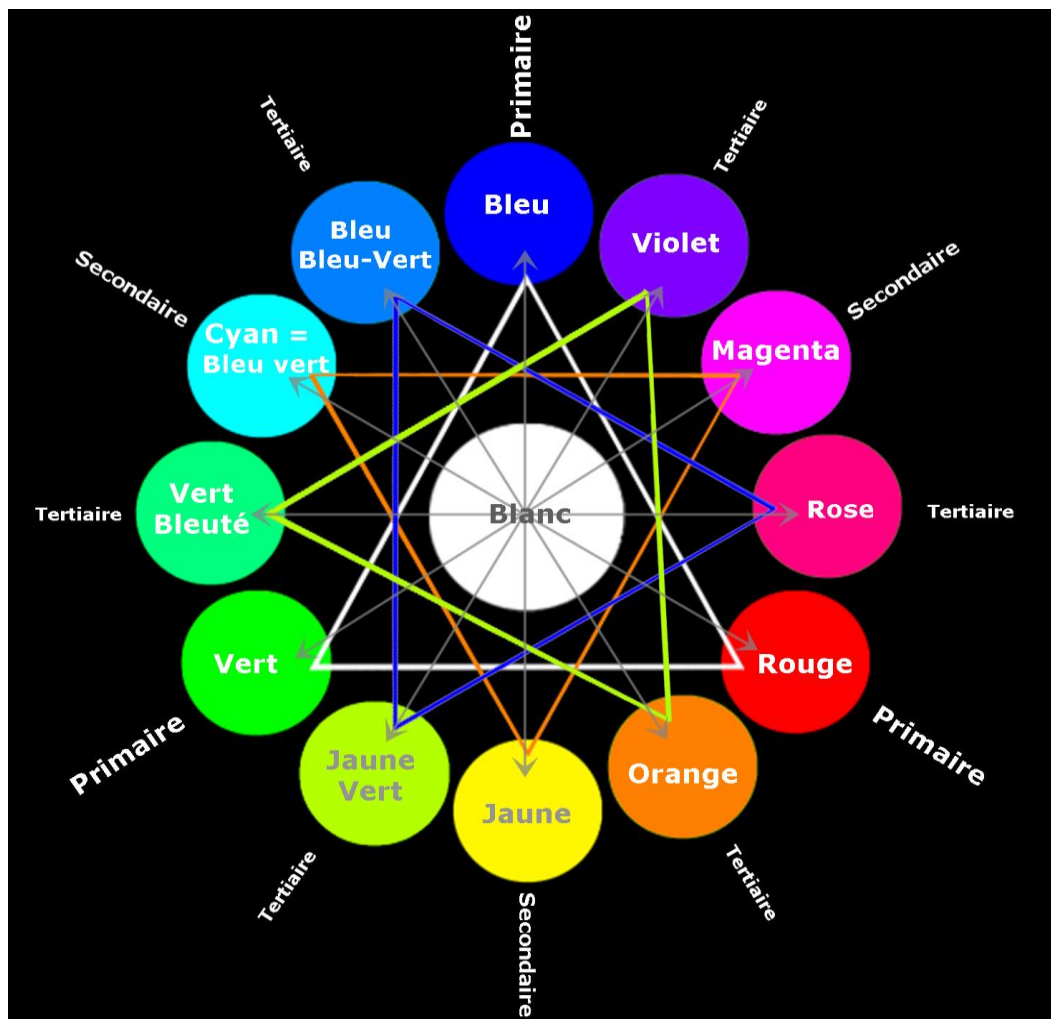 Primaire
Tertiaire
Tertiaire
Bleu
Violet
Bleu
Bleu-Vert
Secondaire
Secondaire
Cyan =
Bleu vert
Magenta
Vert
Bleuté
Blanc
Rose
Tertiaire
Tertiaire
Vert
Rouge
Primaire
Primaire
Jaune
Vert
Jaune
Orange
Tertiaire
Secondaire
Tertiaire